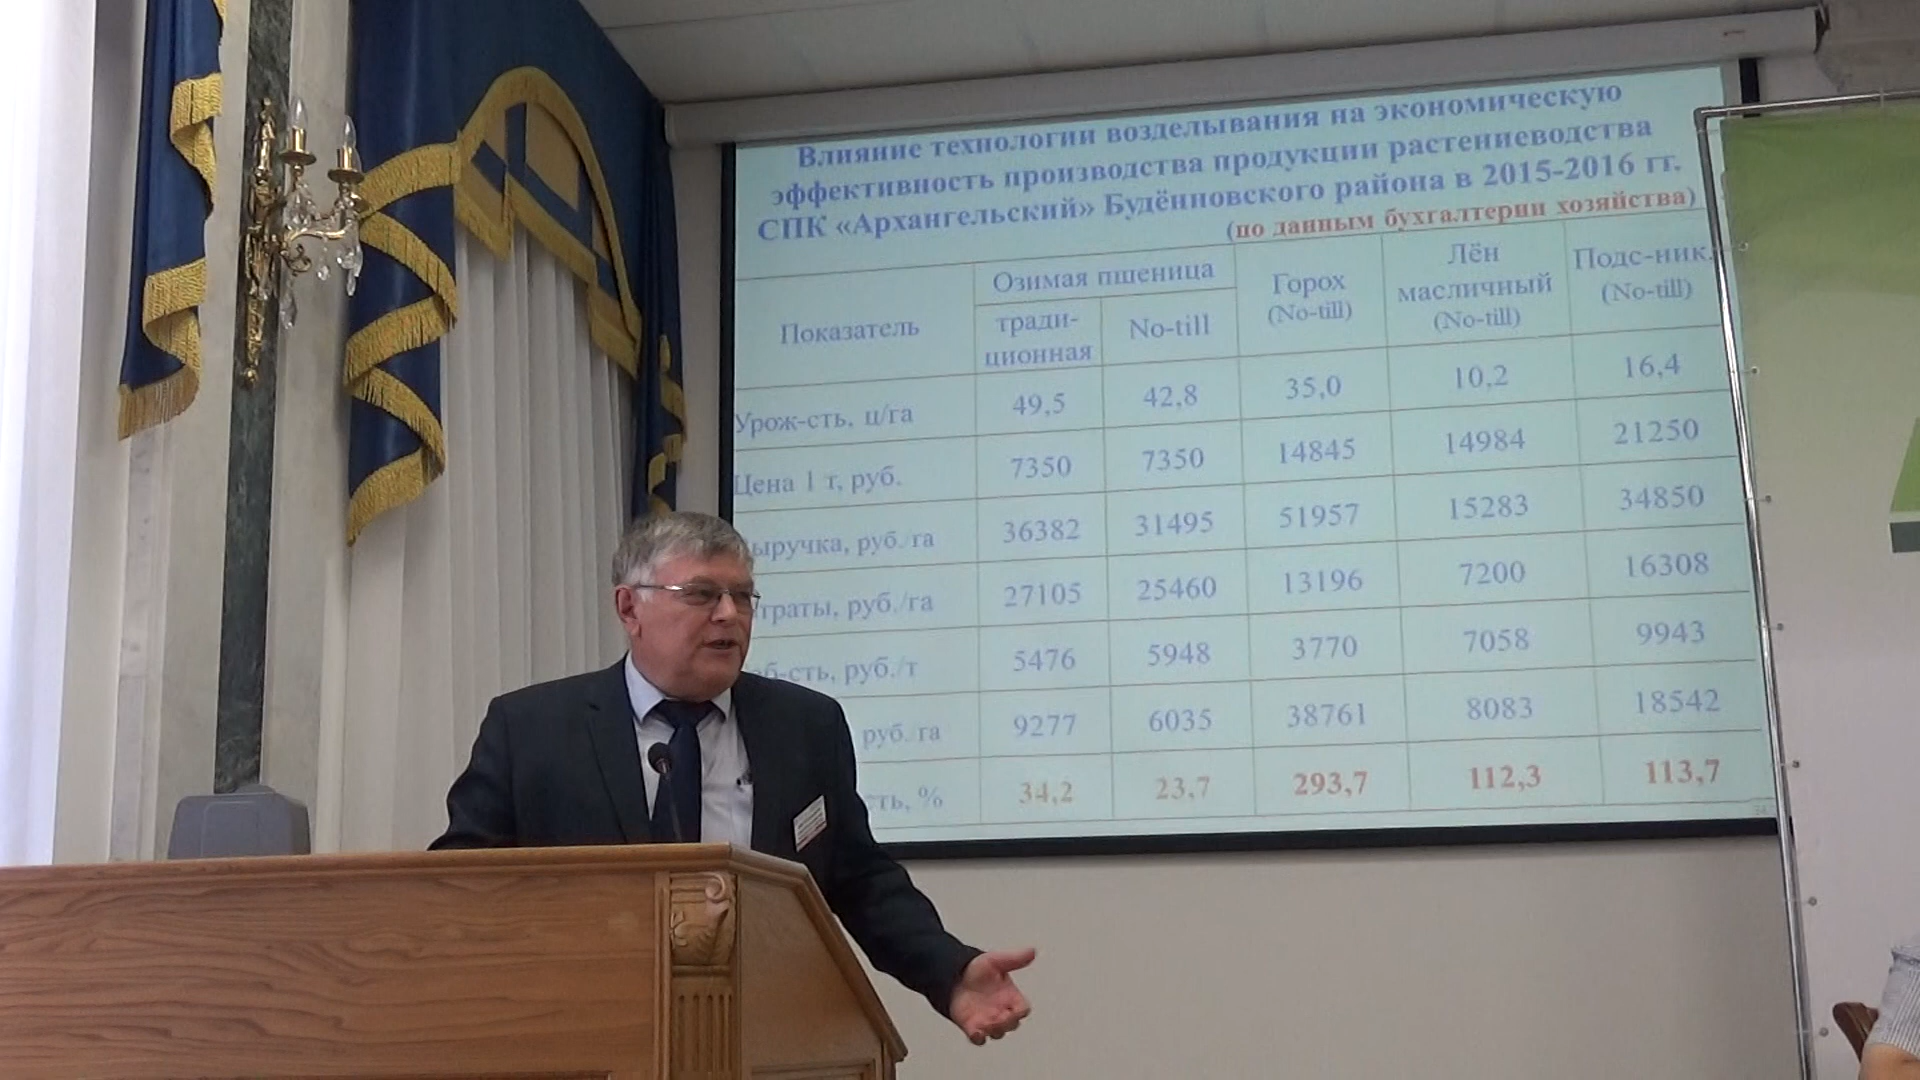 Влияние технологии возделывания на экономическую
эффективность производства продукции растениеводства
СПК «Архангельский» Будённовского района в 2015-2016 гг.
(по данным бухгалтерии хозяйства)
Показатель Озимая пшеница Горох (No-till) Лён масличный (No-till) Подс-ник. (No-till)
тради-ционная No-till
Урож-сть, ц/га 49,5 42,8 35,0 10,2 16,4
Цена 1 т, руб. 7350 7350 14845 14984 21250
ыручка, руб./га 36382 31495 51957 15283 34850
траты, руб./га 27105 25460 13196 7200 16308
б-сть, руб./т 5476 5948 3770 7058 9943
руб./га 9277 6035 38761 8083 18542
сть, % 34,2 23,7 293,7 112,3 113,7